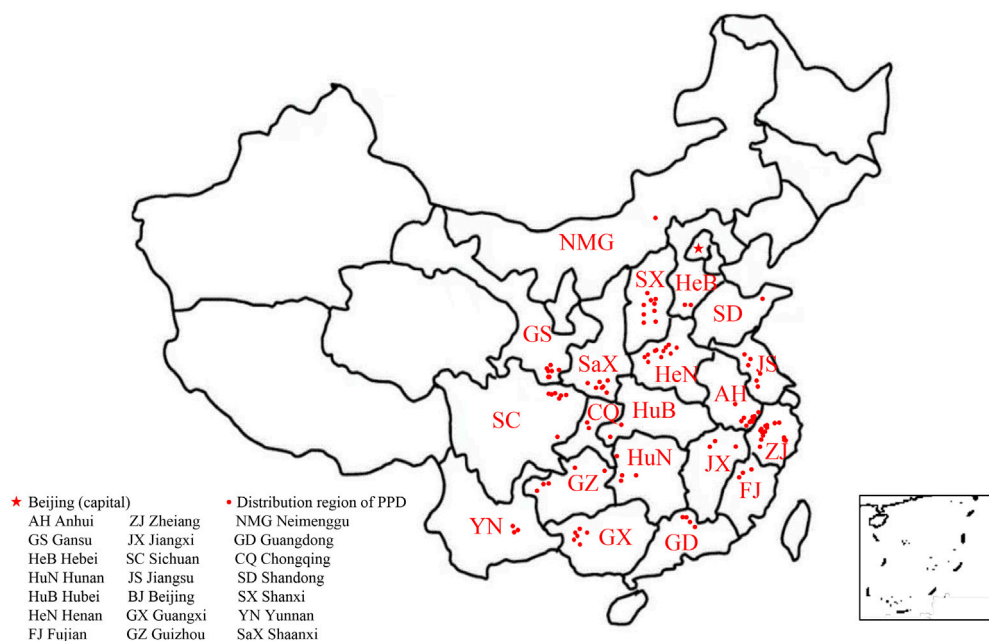 NMG
SX
HeB
SD
GS
SaX
HeN
JS
AH
SC
CQ
HuB
ZJ
HuN
JX
GZ
FJ
YN
GX
GD
Beijing (capital)
Distribution region of PPD
AH Anhui ZJ Zheiang NMG Neimenggu
GS Gansu JX Jiangxi GD Guangdong
HeB Hebei SC Sichuan CQ Chongqing
HuN Hunan JS Jiangsu SD Shandong
HuB Hubei BJ Beijing SX Shanxi
HeN Henan GX Guangxi YN Yunnan
FJ Fujian GZ Guizhou SaX Shaanxi